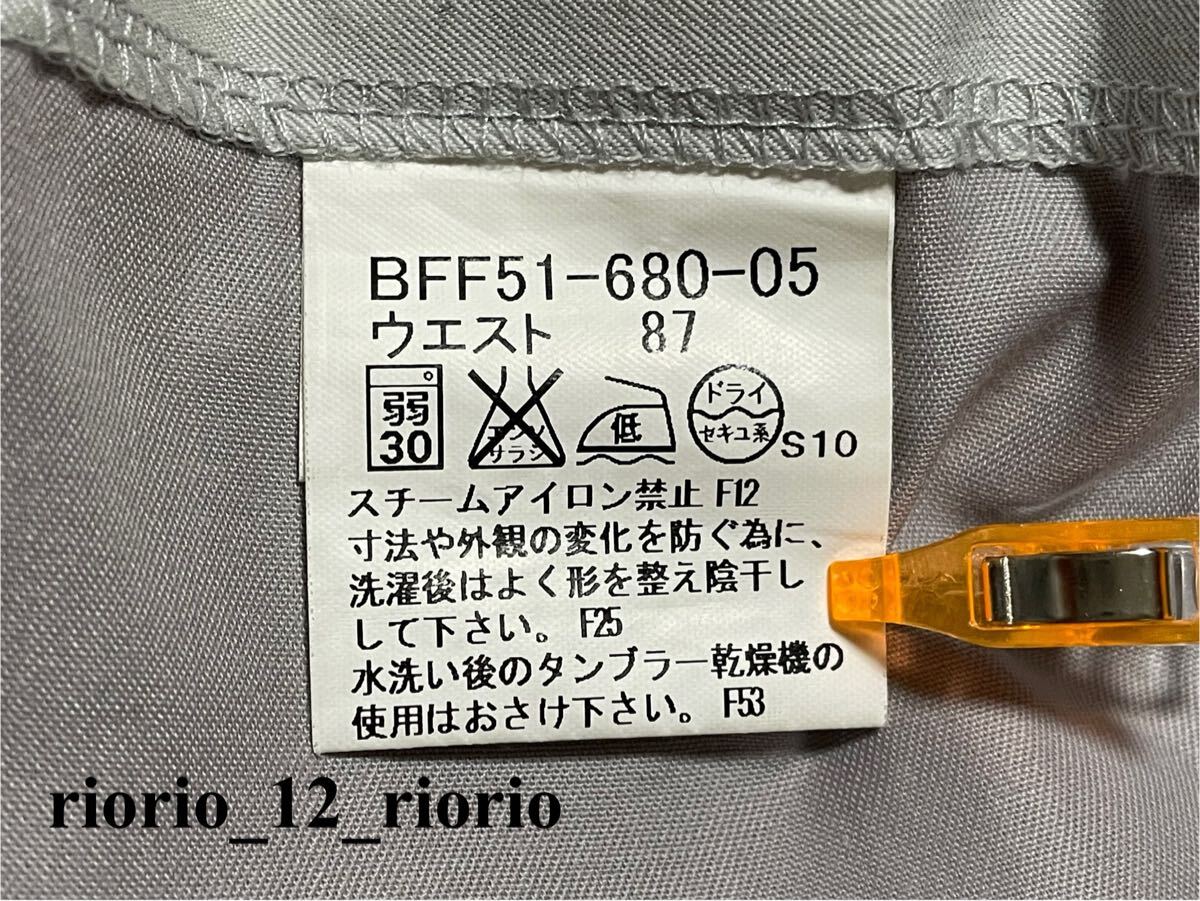 BFF51-680-05
ウエスト 87
弱 30
エンソ サラシ
低
ドライ セキユ系 S10
スチームアイロン禁止 F12
寸法や外観の変化を防ぐ為に、
洗濯後はよく形を整え陰干し
して下さい。 F25
水洗い後のタンブラー乾燥機の
使用はおさけ下さい。 F53
riorio_12_riorio